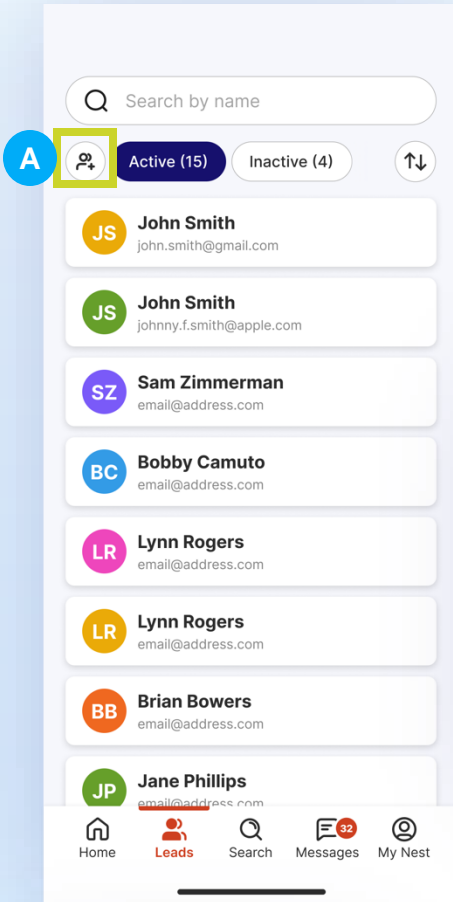 Search by name
A
Active (15)
Inactive (4)
JS
John Smith
john.smith@gmail.com
JS
John Smith
johnny.f.smith@apple.com
SZ
Sam Zimmerman
email@address.com
BC
Bobby Camuto
email@address.com
LR
Lynn Rogers
email@address.com
LR
Lynn Rogers
email@address.com
BB
Brian Bowers
email@address.com
JP
Jane Phillips
email@address.com
32
Home
Leads
Search
Messages
My Nest